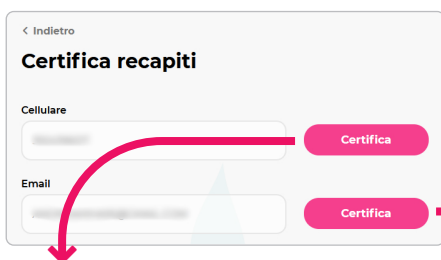 < Indietro
Certifica recapiti
Cellulare
Certifica
Email
Certifica